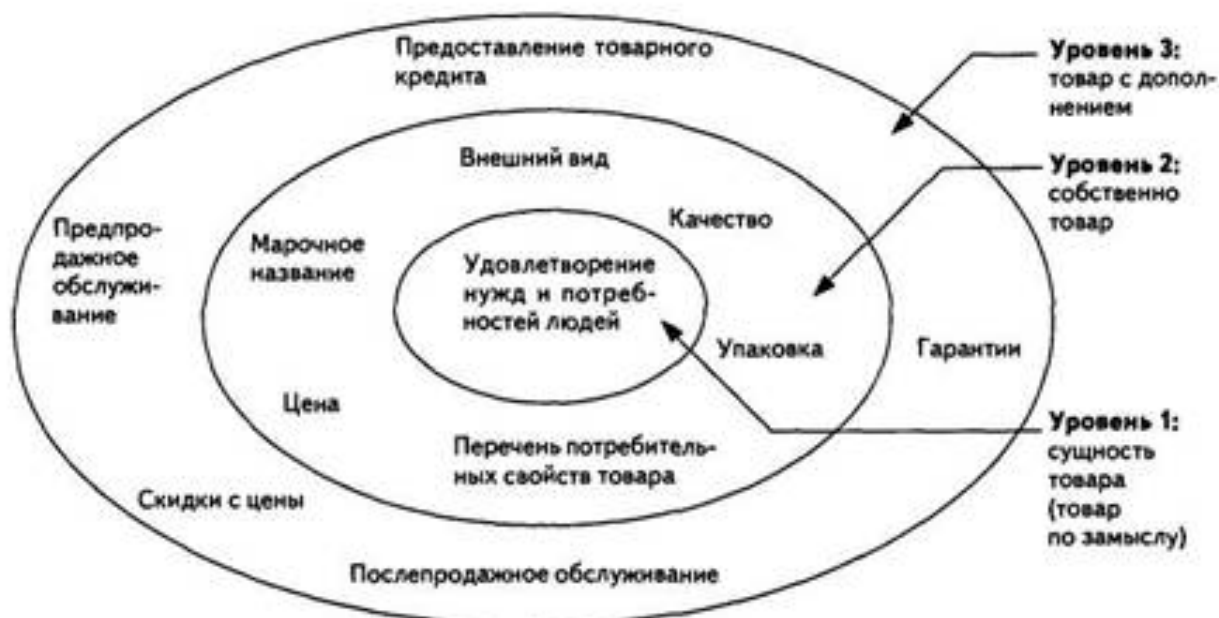 Предоставление товарного
кредита
Уровень 3:
товар с допол-
нением
Внешний вид
Уровень 2:
собственно
товар
Качество
Предпро-
дажное
обслужи-
вание
Марочное
название
Удовлетворение
нужд и потреб-
ностей людей
Упаковка
Гарантии
Цена
Перечень потребитель-
ных свойств товара
Уровень 1:
сущность
товара
(товар
по замыслу)
Скидки с цены
Послепродажное обслуживание